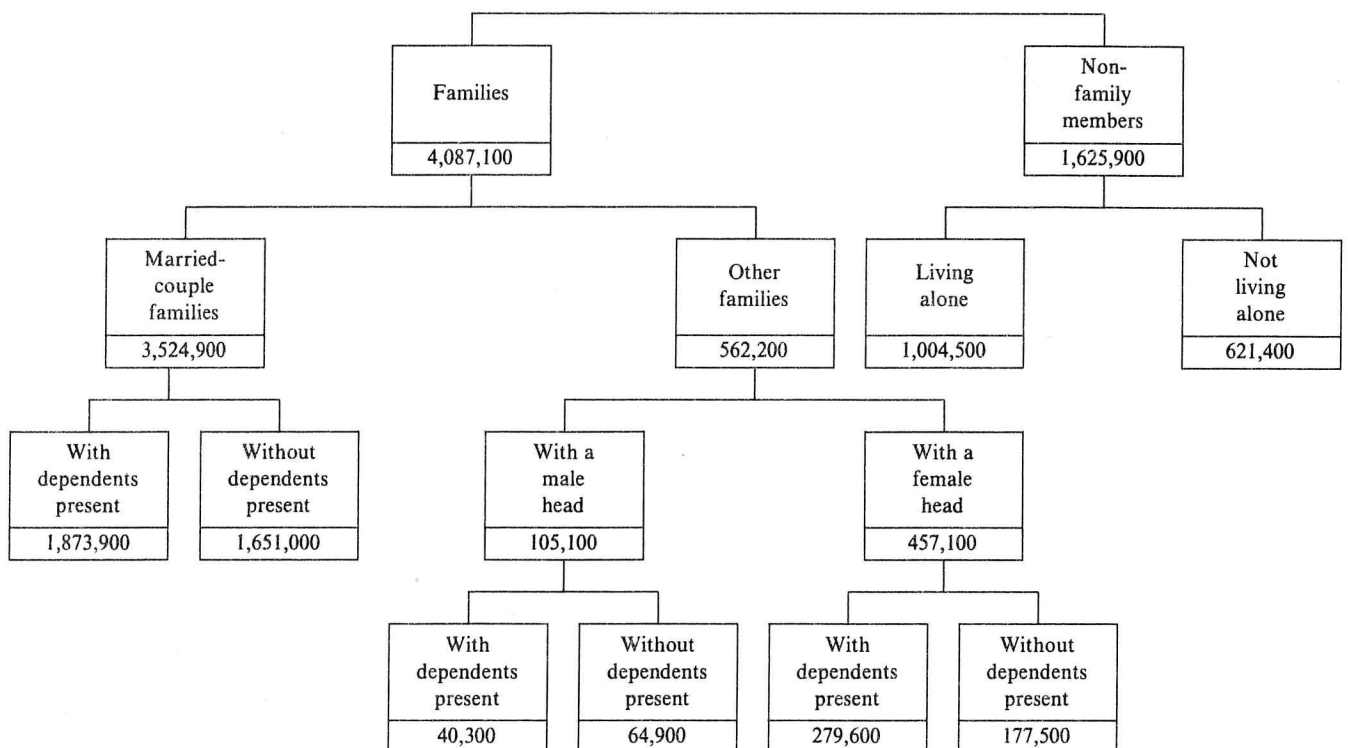 Families
4,087,100
Non-
family
members
1,625,900
Married-
couple
families
3,524,900
Other
families
562,200
Living
alone
1,004,500
Not
living
alone
621,400
With
dependents
present
1,873,900
Without
dependents
present
1,651,000
With a
male
head
105,100
With a
female
head
457,100
With
dependents
present
40,300
Without
dependents
present
64,900
With
dependents
present
279,600
Without
dependents
present
177,500